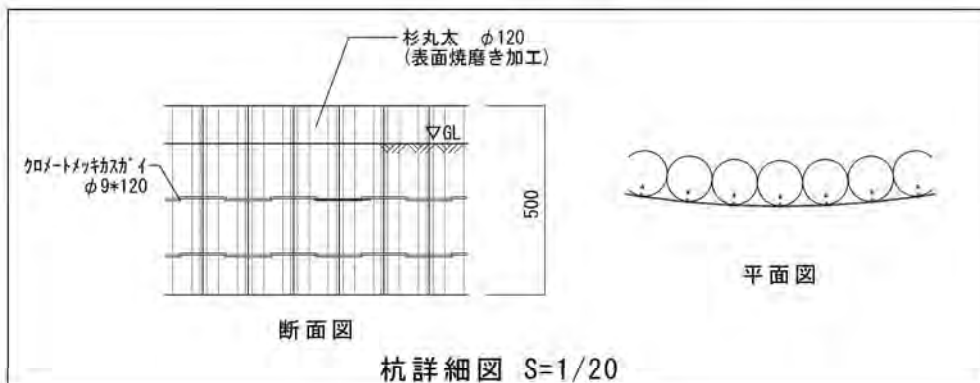 杉丸太 φ120
(表面焼磨き加工)
▽GL
クロメートメッキカスガイ
φ9*120
500
断面図
平面図
杭詳細図 S=1/20